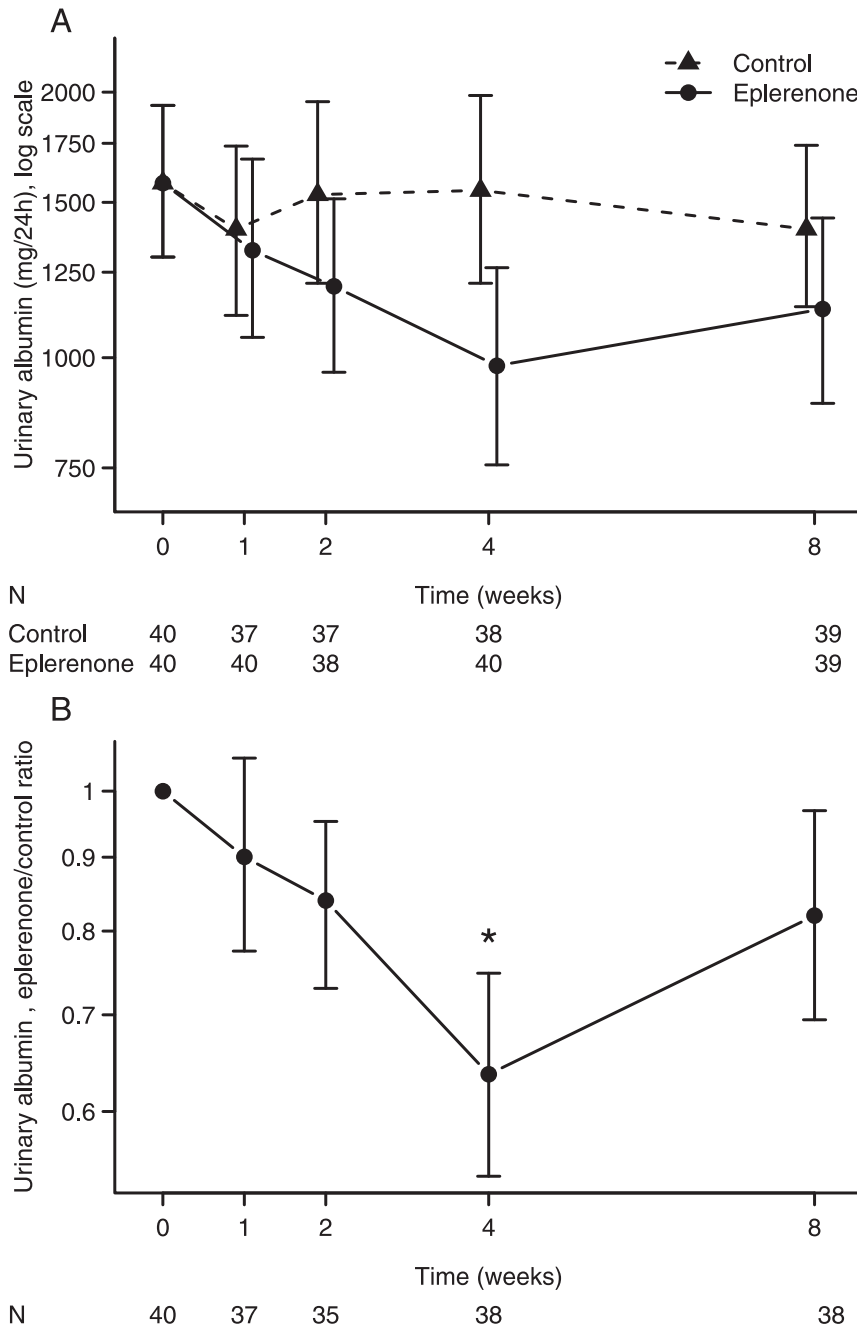 A
Control
Eplerenone
Urinary albumin (mg/24h), log scale
2000
1750
1500
1250
1000
750
0 1 2 4 8
N Time (weeks)
Control 40 37 37 38 39
Eplerenone 40 40 38 40 39
B
Urinary albumin , eplerenone/control ratio
1
0.9
0.8
0.7
0.6
*
0 1 2 4 8
Time (weeks)
N 40 37 35 38 38